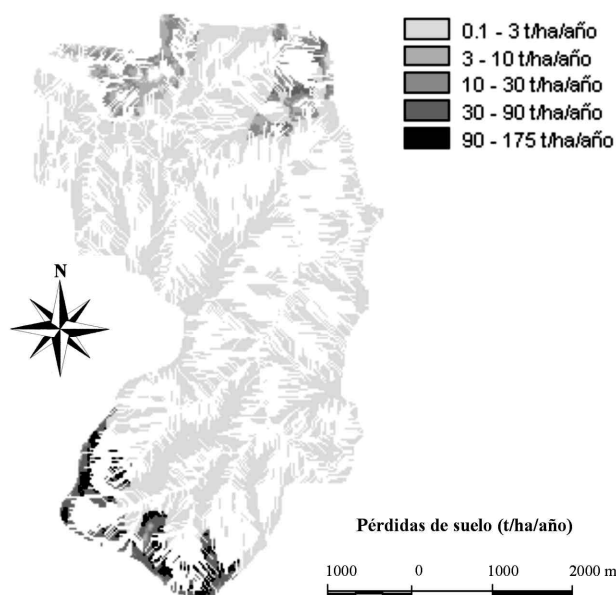 0.1 - 3 t/ha/año
3 - 10 t/ha/año
10 - 30 t/ha/año
30 - 90 t/ha/año
90 - 175 t/ha/año
N
Pérdidas de suelo (t/ha/año)
1000 0 1000 2000 m